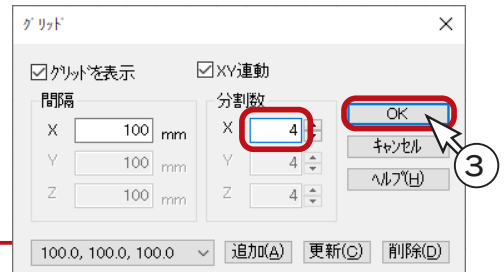 グリッド
グリッドを表示 XY連動
間隔 分割数
X 100 mm X 4 OK
Y 100 mm Y 4 キャンセル
Z 100 mm Z 4 ヘルプ(H)
3
100.0, 100.0, 100.0 追加(A) 更新(C) 削除(D)